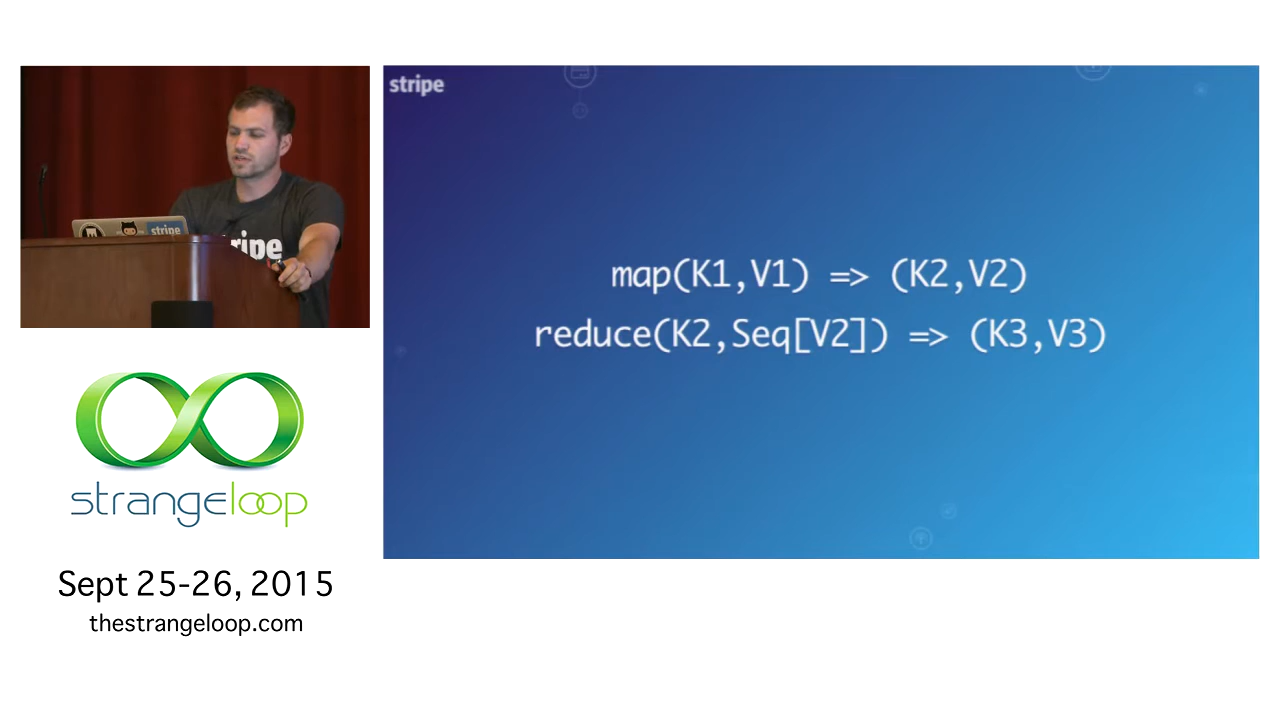 stripe
map(K1,V1) => (K2,V2)
reduce(K2,Seq[V2]) => (K3,V3)
stripe
ripe
strangeloop
Sept 25-26, 2015
thestrangeloop.com